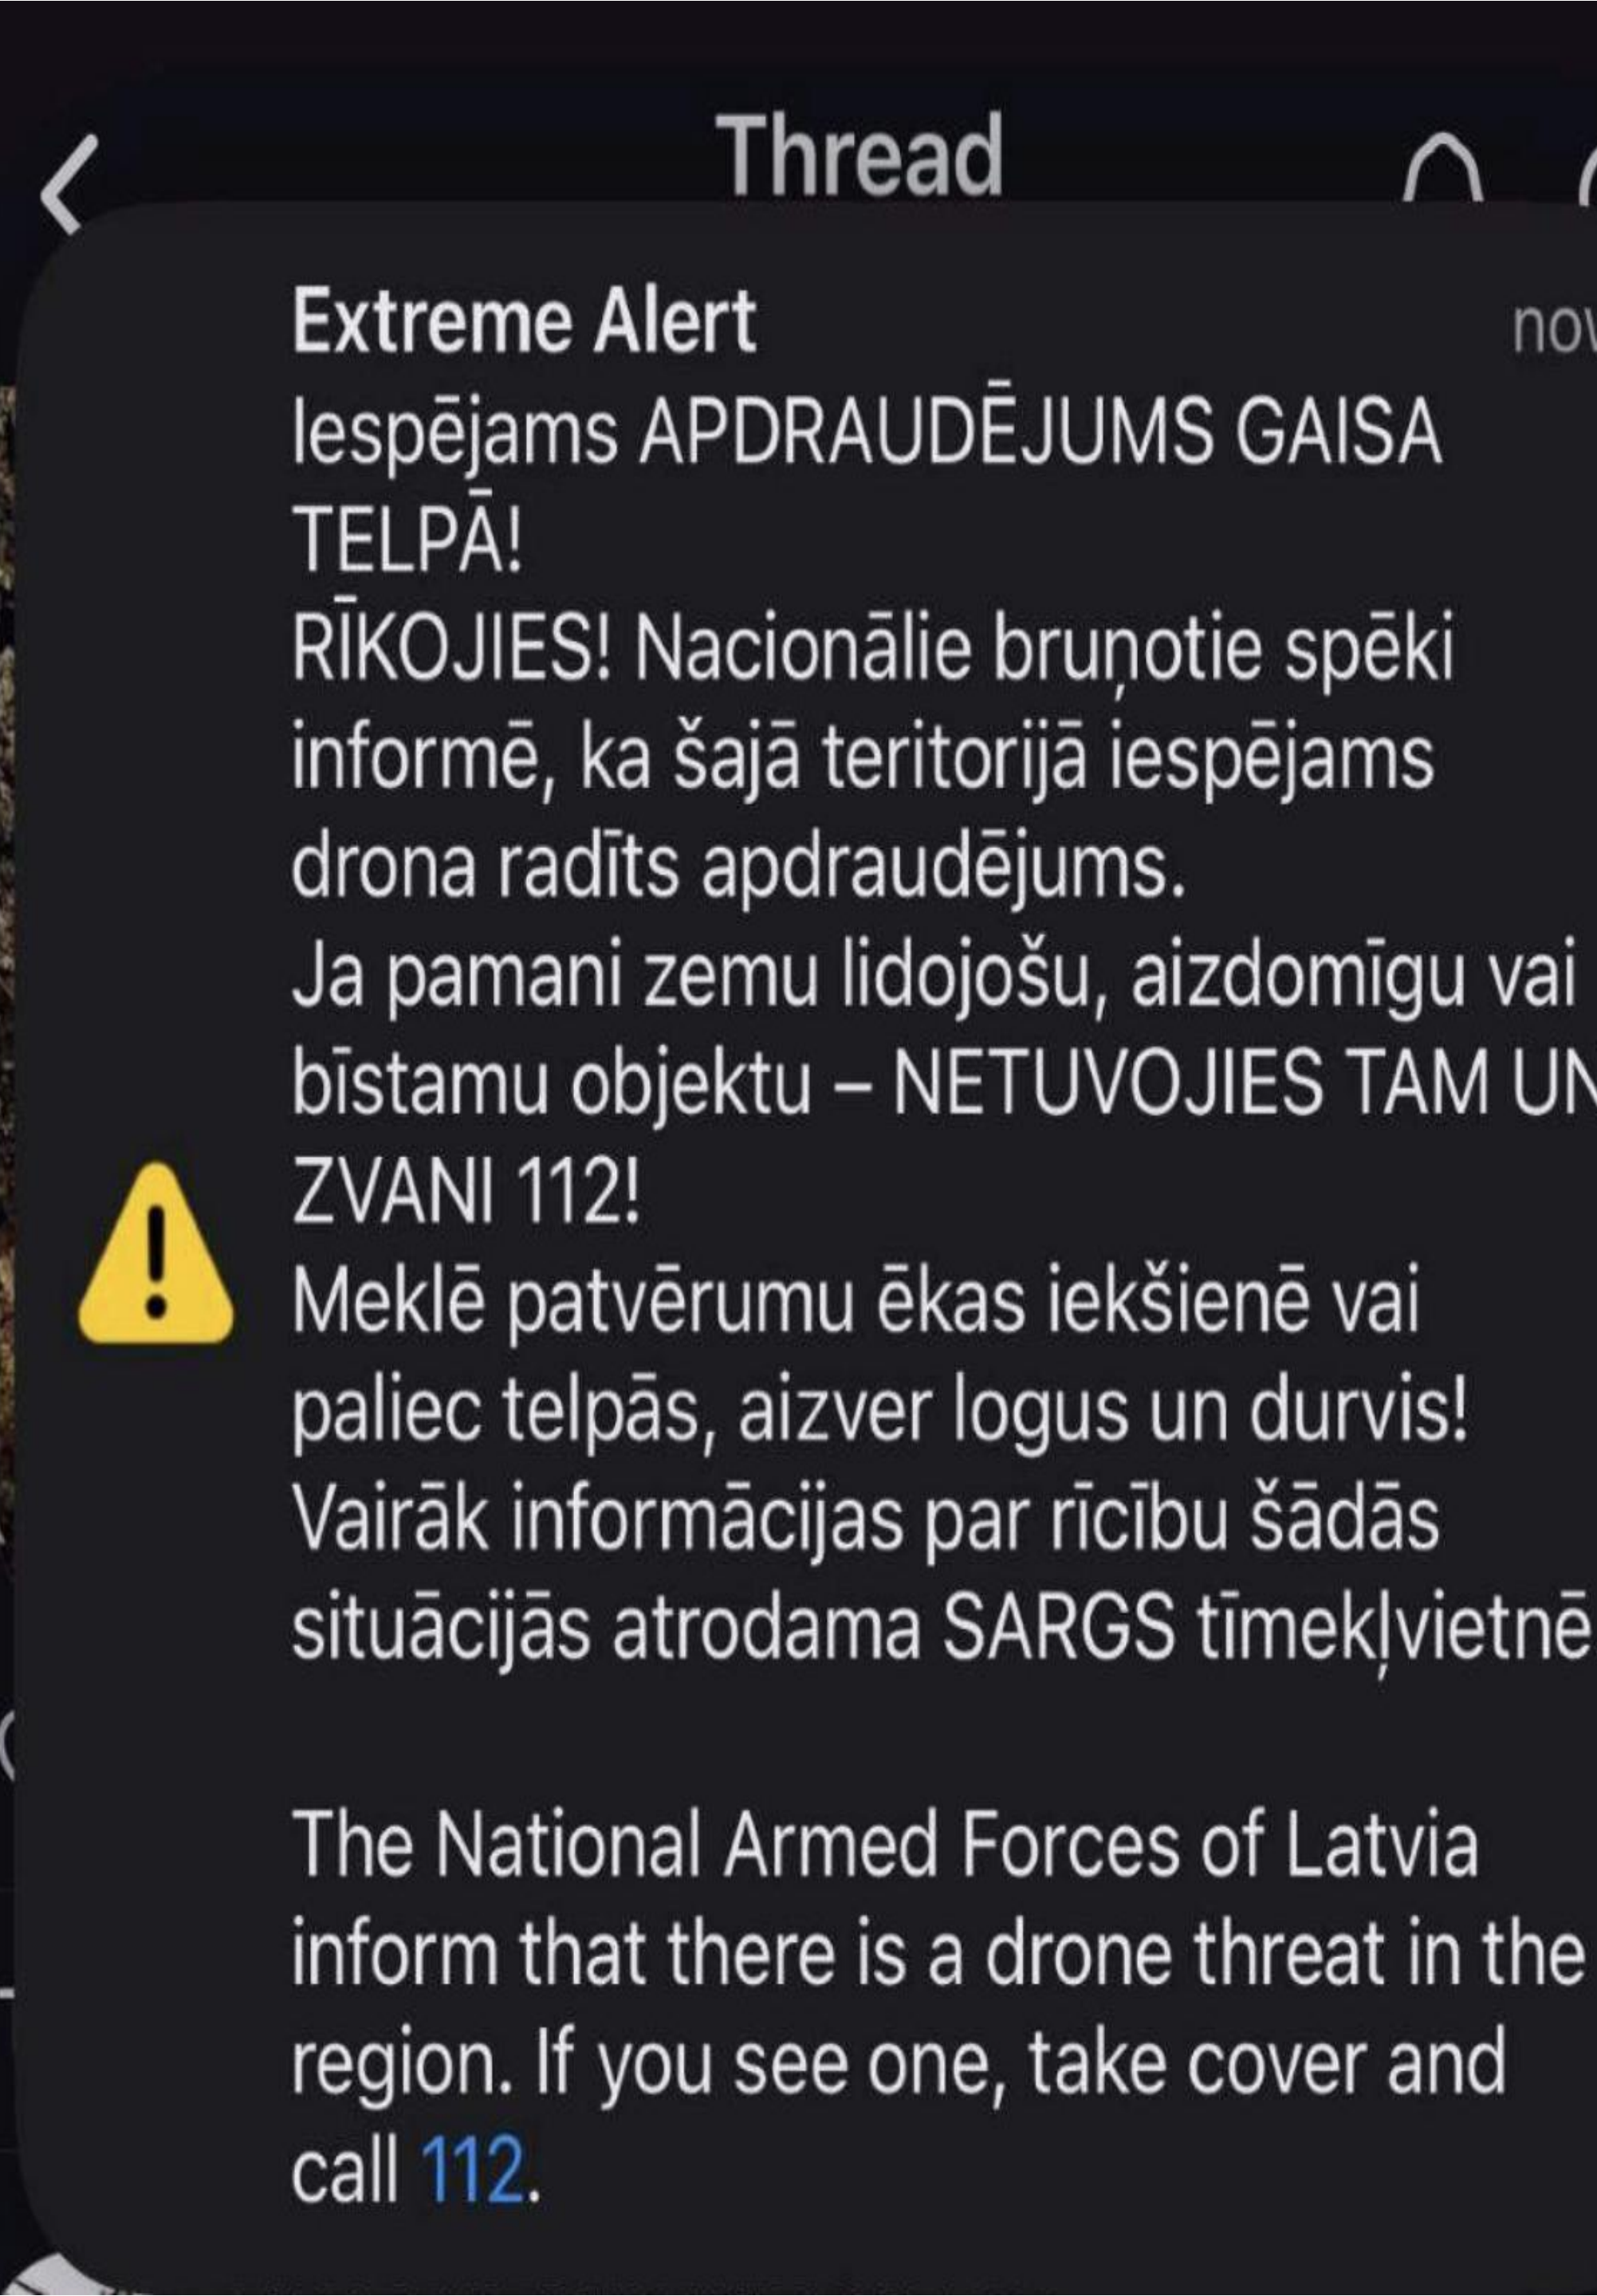 Thread
Extreme Alert
Iespējams APDRAUDĒJUMS GAISA
TELPĀ!
RĪKOJIES! Nacionālie bruņotie spēki
informē, ka šajā teritorijā iespējams
drona radīts apdraudējums.
Ja pamani zemu lidojošu, aizdomīgu vai
bīstamu objektu – NETUVOJIES TAM UN
ZVANI 112!
Meklē patvērumu ēkas iekšienē vai
paliec telpās, aizver logus un durvis!
Vairāk informācijas par rīcību šādās
situācijās atrodama SARGS tīmekļvietnē
The National Armed Forces of Latvia
inform that there is a drone threat in the
region. If you see one, take cover and
call 112.